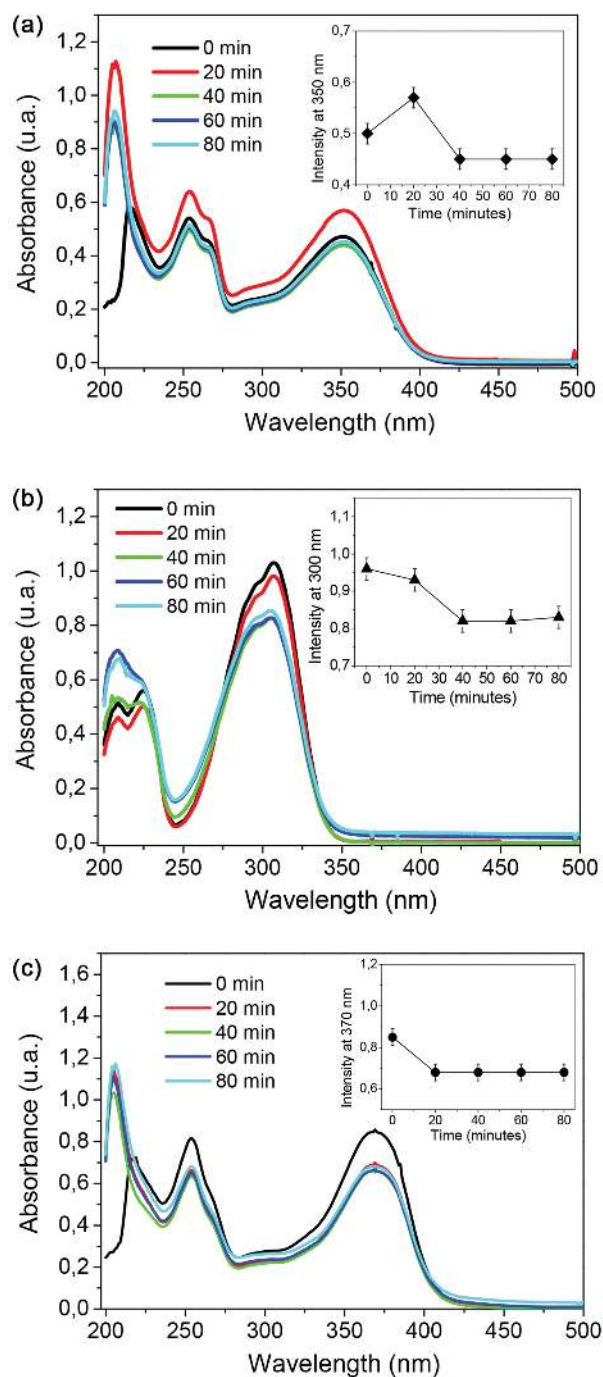 (a)
1,2
1,0
0,8
0,6
0,4
0,2
0,0
Absorbance (u.a.)
0 min
20 min
40 min
60 min
80 min
200 250 300 350 400 450 500
Wavelength (nm)
0,7
0,6
0,5
0,4
Intensity at 350 nm
0 10 20 30 40 50 60 70 80
Time (minutes)
(b)
1,2
1,0
0,8
0,6
0,4
0,2
0,0
Absorbance (u.a.)
0 min
20 min
40 min
60 min
80 min
200 250 300 350 400 450 500
Wavelength (nm)
1,1
1,0
0,9
0,8
0,7
Intensity at 300 nm
0 10 20 30 40 50 60 70 80
Time (minutes)
(c)
1,6
1,4
1,2
1,0
0,8
0,6
0,4
0,2
0,0
Absorbance (u.a.)
0 min
20 min
40 min
60 min
80 min
200 250 300 350 400 450 500
Wavelength (nm)
1,2
1,0
0,8
0,6
Intensity at 370 nm
0 20 40 60 80
Time (minutes)